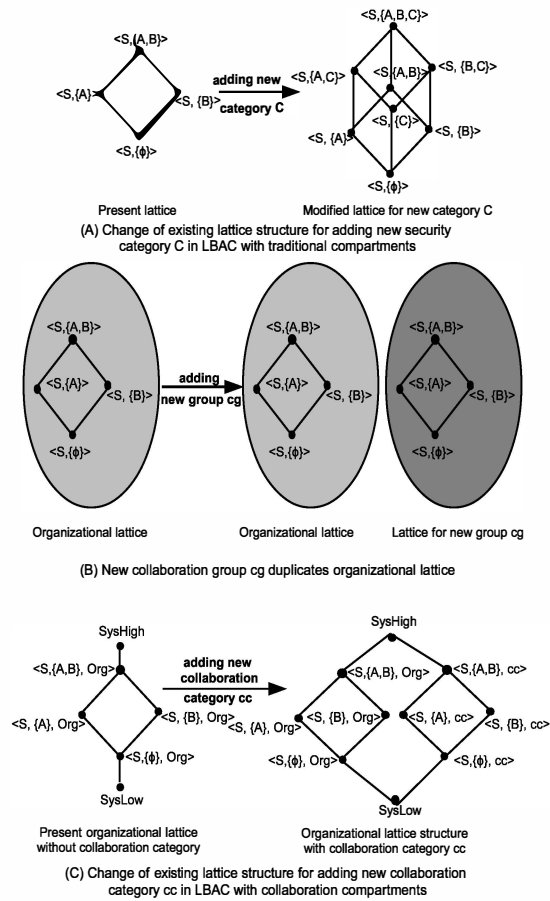 <S,{A,B}>
<S,{A}>
<S, {B}>
<S,{ϕ}>
adding new
category C
<S,{A,B,C}>
<S,{A,C}>
<S,{A,B}>
<S, {B,C}>
<S,{C}>
<S,{A}>
<S, {B}>
<S,{ϕ}>
Present lattice
Modified lattice for new category C
(A) Change of existing lattice structure for adding new security
category C in LBAC with traditional compartments
<S,{A,B}>
<S,{A}>
<S, {B}>
<S,{ϕ}>
adding
new group cg
<S,{A,B}>
<S,{A}>
<S, {B}>
<S,{ϕ}>
<S,{A,B}>
<S,{A}>
<S, {B}>
<S,{ϕ}>
Organizational lattice
Organizational lattice
Lattice for new group cg
(B) New collaboration group cg duplicates organizational lattice
SysHigh
<S,{A,B}, Org>
<S, {A}, Org>
<S, {B}, Org>
<S,{ϕ}, Org>
SysLow
adding new
collaboration
category cc
SysHigh
<S,{A,B}, Org>
<S,{A,B}, cc>
<S, {A}, Org>
<S, {B}, Org>
<S, {A}, cc>
<S, {B}, cc>
<S,{ϕ}, Org>
<S,{ϕ}, cc>
SysLow
Present organizational lattice
without collaboration category
Organizational lattice structure
with collaboration category cc
(C) Change of existing lattice structure for adding new collaboration
category cc in LBAC with collaboration compartments